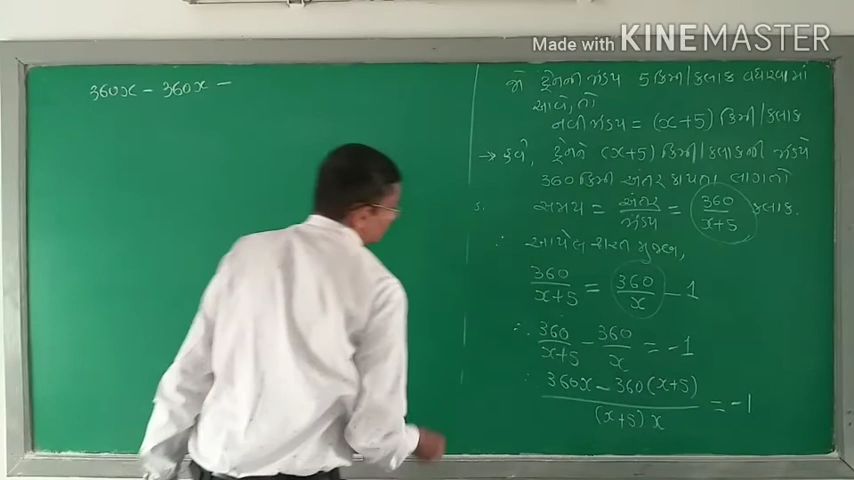 Made with KINEMASTER
360x - 360x -
જો ટ્રેનની ઝડપ 5 કિમી/કલાક વધારવામાં
આવે, તો
નવી ઝડપ = (x+5) કિમી/કલાક
→ હવે, ટ્રેનને (x+5) કિમી/કલાકની ઝડપે
360 કિમી અંતર કાપતા લાગતો
સમય = અંતર/ઝડપ = 360/x+5 કલાક.
∴ આપેલ શરત મુજબ,
360/x+5 = 360/x - 1
∴ 360/x+5 - 360/x = -1
∴ 360x - 360(x+5)/(x+5)x = -1